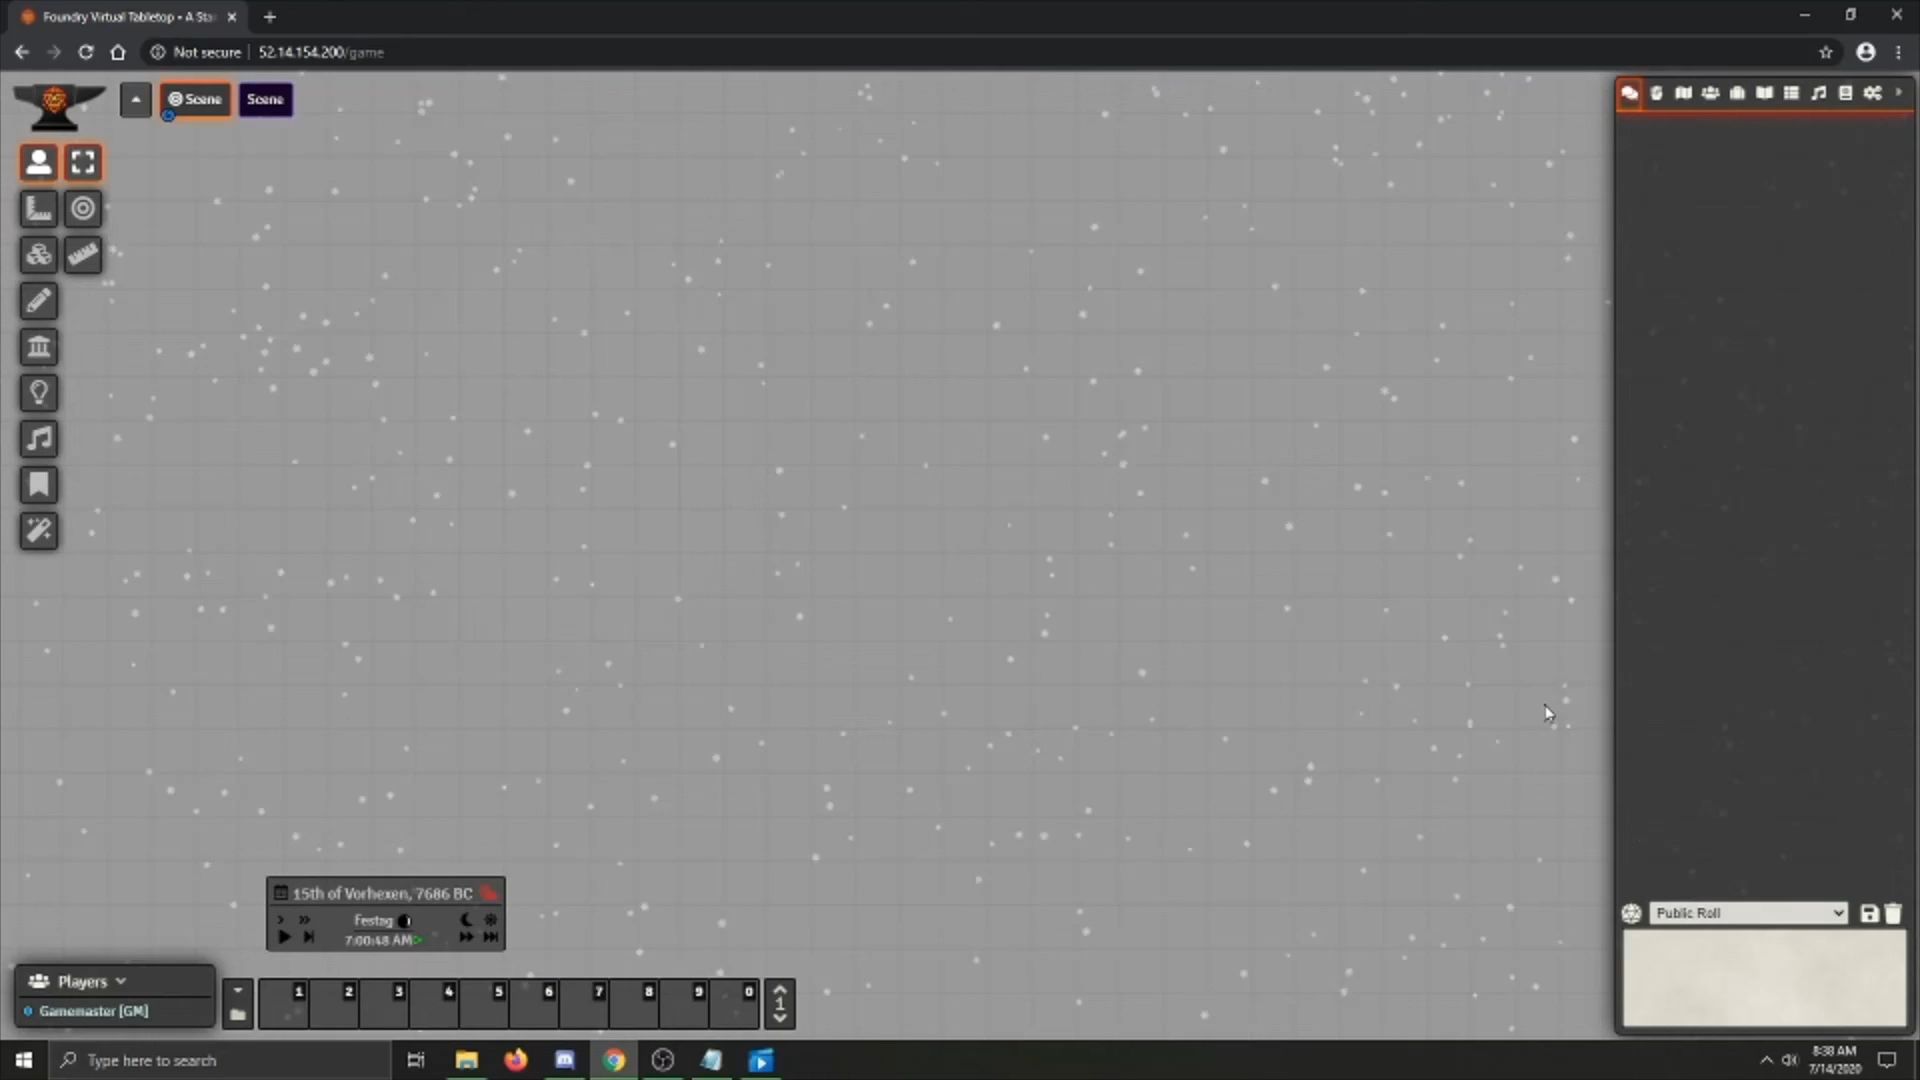 Foundry Virtual Tabletop • A Sta
Not secure
52.14.154.200/game
Scene
Scene
15th of Vorhexen, 7686 BC
Festag
7:00:48 AM
Players
Gamemaster [GM]
1 2 3 4 5 6 7 8 9 0
1
Public Roll
Type here to search
8:38 AM
7/14/2020